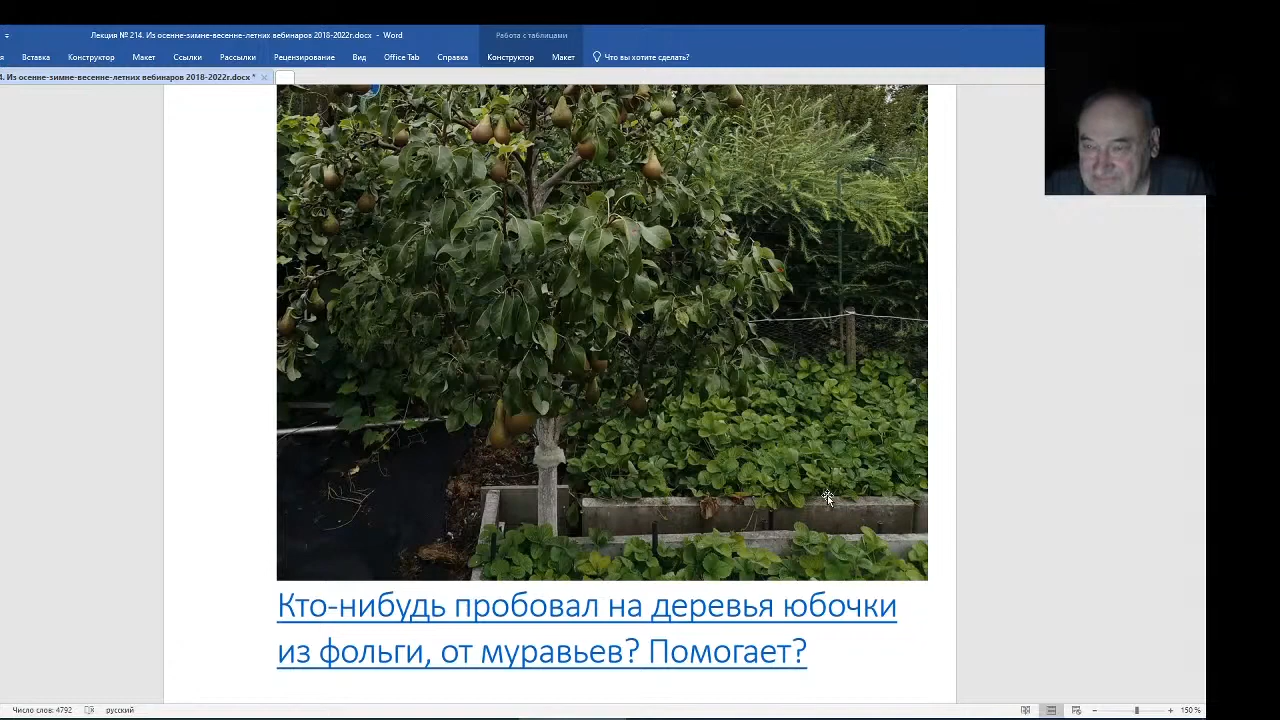 Лекция № 214. Из осенне-зимне-весенне-летних вебинаров 2018-2022г.docx - Word
Работа с таблицами
Вставка Конструктор Макет Ссылки Рассылки Рецензирование Вид Office Tab Справка Конструктор Макет Что вы хотите сделать?
4. Из осенне-зимне-весенне-летних вебинаров 2018-2022г.docx *
Кто-нибудь пробовал на деревья юбочки
из фольги, от муравьев? Помогает?
Число слов: 4792 русский 150 %